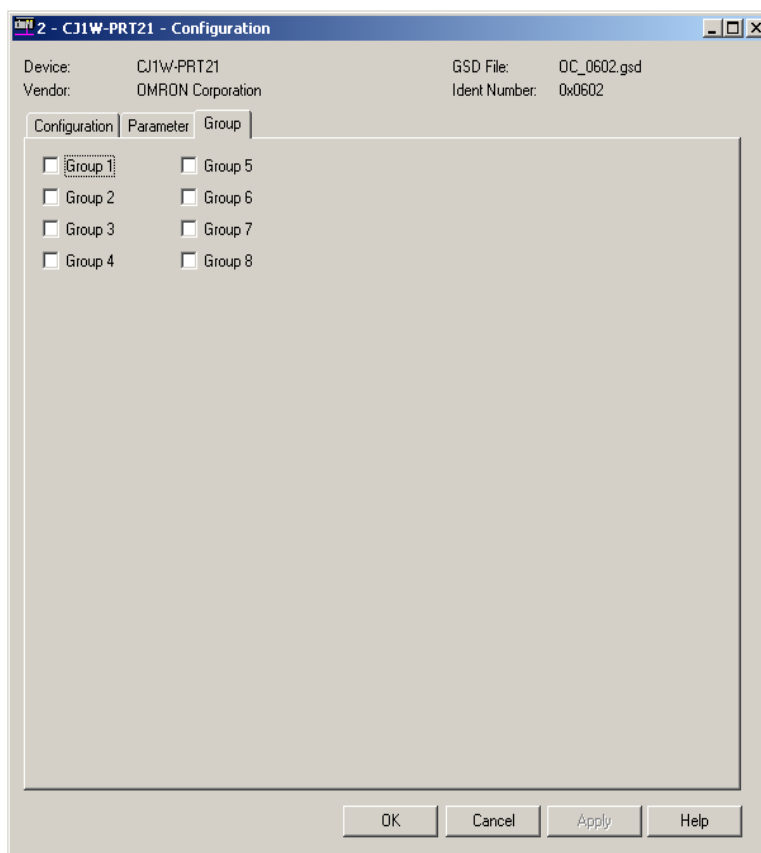 2 - CJ1W-PRT21 - Configuration
Device: CJ1W-PRT21 GSD File: OC_0602.gsd
Vendor: OMRON Corporation Ident Number: 0x0602
Configuration Parameter Group
Group 1 Group 5
Group 2 Group 6
Group 3 Group 7
Group 4 Group 8
OK Cancel Apply Help